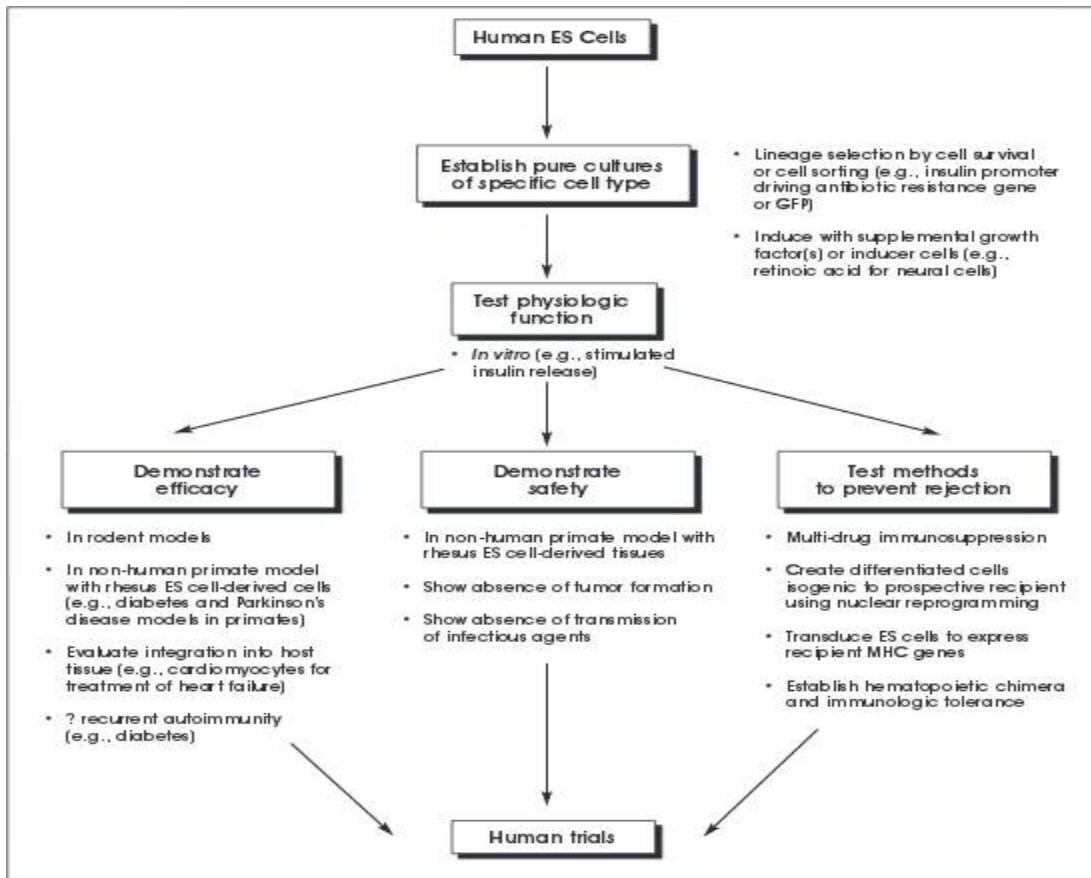 Human ES Cells
Establish pure cultures
of specific cell type
• Lineage selection by cell survival
or cell sorting (e.g., insulin promoter
driving antibiotic resistance gene
or GFP)
• Induce with supplemental growth
factor(s) or inducer cells (e.g.,
retinoic acid for neural cells)
Test physiologic
function
• In vitro (e.g., stimulated
insulin release)
Demonstrate
efficacy
• In rodent models
• In non-human primate model
with rhesus ES cell-derived cells
(e.g., diabetes and Parkinson's
disease models in primates)
• Evaluate integration into host
tissue (e.g., cardiomyocytes for
treatment of heart failure)
• ? recurrent autoimmunity
(e.g., diabetes)
Demonstrate
safety
• In non-human primate model with
rhesus ES cell-derived tissues
• Show absence of tumor formation
• Show absence of transmission
of infectious agents
Test methods
to prevent rejection
• Multi-drug immunosuppression
• Create differentiated cells
isogenic to prospective recipient
using nuclear reprogramming
• Transduce ES cells to express
recipient MHC genes
• Establish hematopoietic chimera
and immunologic tolerance
Human trials